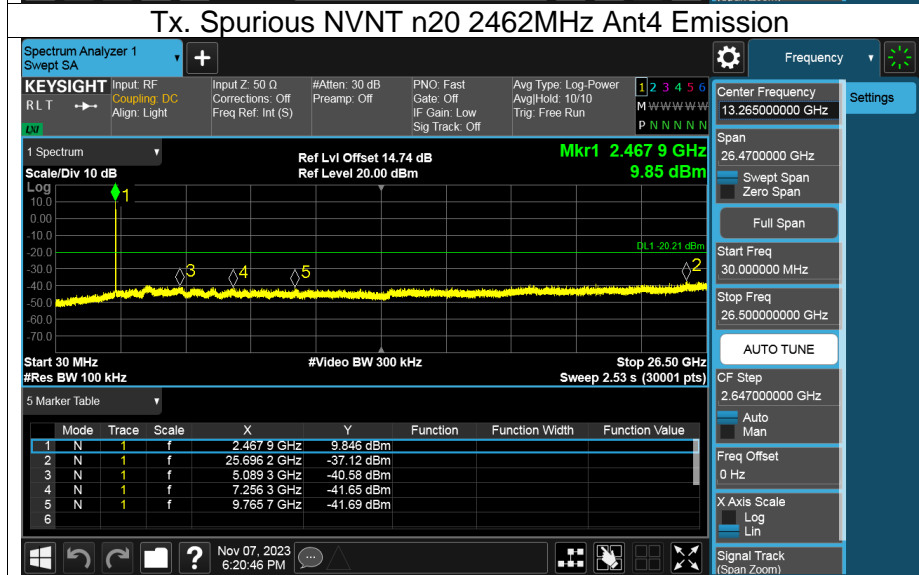 (Span Zoom)
Tx. Spurious NVNT n20 2462MHz Ant4 Emission
Spectrum Analyzer 1
Swept SA
+
Frequency
KEYSIGHT
RLT
LXI
Input: RF
Coupling: DC
Align: Light
Input Z: 50 Ω
Corrections: Off
Freq Ref: Int (S)
#Atten: 30 dB
Preamp: Off
PNO: Fast
Gate: Off
IF Gain: Low
Sig Track: Off
Avg Type: Log-Power
Avg|Hold: 10/10
Trig: Free Run
1 2 3 4 5 6
M W W W W W
P N N N N N
1 Spectrum
Scale/Div 10 dB
Ref Lvl Offset 14.74 dB
Ref Level 20.00 dBm
Mkr1 2.467 9 GHz
9.85 dBm
Log
10.0
0.00
-10.0
-20.0
-30.0
-40.0
-50.0
-60.0
-70.0
1
3
4
5
2
DL1 -20.21 dBm
Start 30 MHz
#Res BW 100 kHz
#Video BW 300 kHz
Stop 26.50 GHz
Sweep 2.53 s (30001 pts)
5 Marker Table
Mode Trace Scale X Y Function Function Width Function Value
1 N 1 f 2.467 9 GHz 9.846 dBm
2 N 1 f 25.696 2 GHz -37.12 dBm
3 N 1 f 5.089 3 GHz -40.58 dBm
4 N 1 f 7.256 3 GHz -41.65 dBm
5 N 1 f 9.765 7 GHz -41.69 dBm
6
?
Nov 07, 2023
6:20:46 PM
Center Frequency
13.265000000 GHz
Settings
Span
26.4700000 GHz
Swept Span
Zero Span
Full Span
Start Freq
30.000000 MHz
Stop Freq
26.500000000 GHz
AUTO TUNE
CF Step
2.647000000 GHz
Auto
Man
Freq Offset
0 Hz
X Axis Scale
Log
Lin
Signal Track
(Span Zoom)